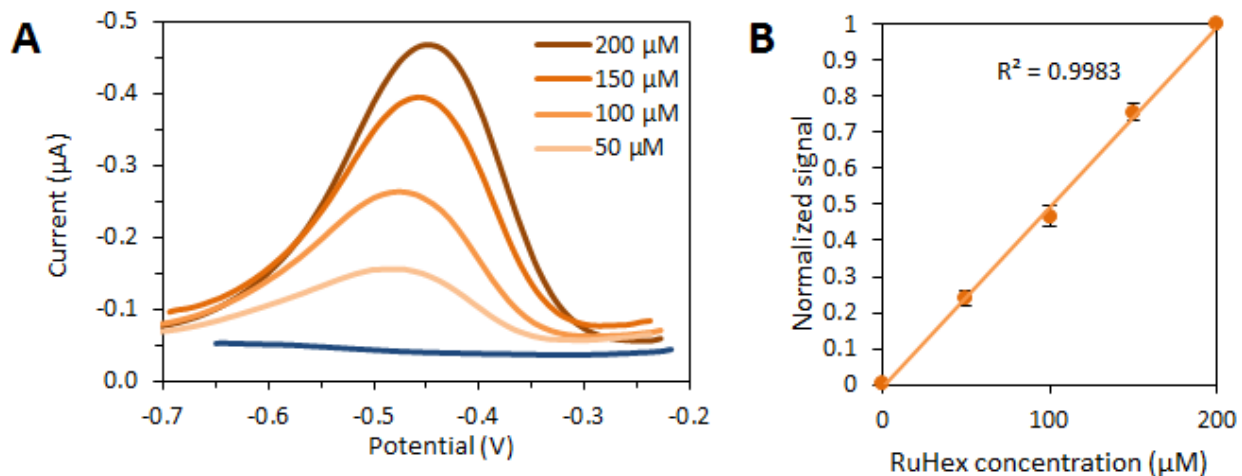 A
-0.5
-0.4
-0.3
-0.2
-0.1
0.0
Current (µA)
200 µM
150 µM
100 µM
50 µM
-0.7
-0.6
-0.5
-0.4
-0.3
-0.2
Potential (V)
B
1
0.9
0.8
0.7
0.6
0.5
0.4
0.3
0.2
0.1
0
Normalized signal
R² = 0.9983
0
100
200
RuHex concentration (µM)